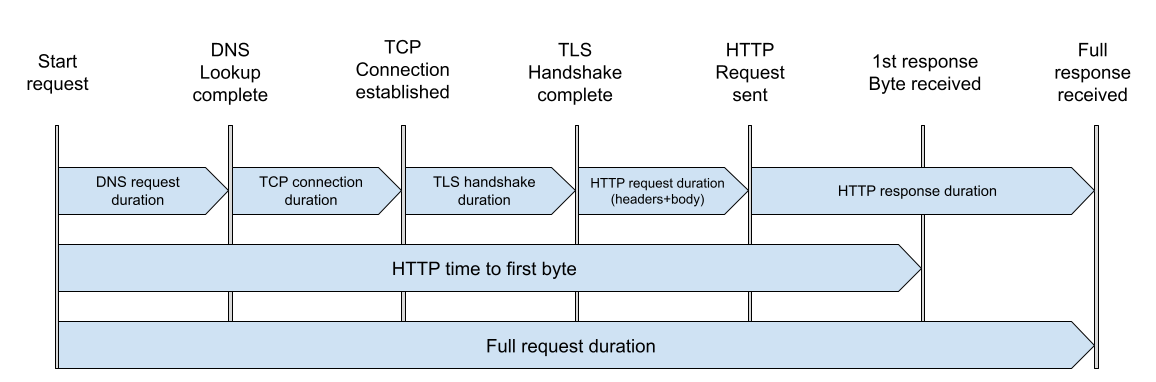 Start
request
DNS
Lookup
complete
TCP
Connection
established
TLS
Handshake
complete
HTTP
Request
sent
1st response
Byte received
Full
response
received
DNS request
duration
TCP connection
duration
TLS handshake
duration
HTTP request duration
(headers+body)
HTTP response duration
HTTP time to first byte
Full request duration